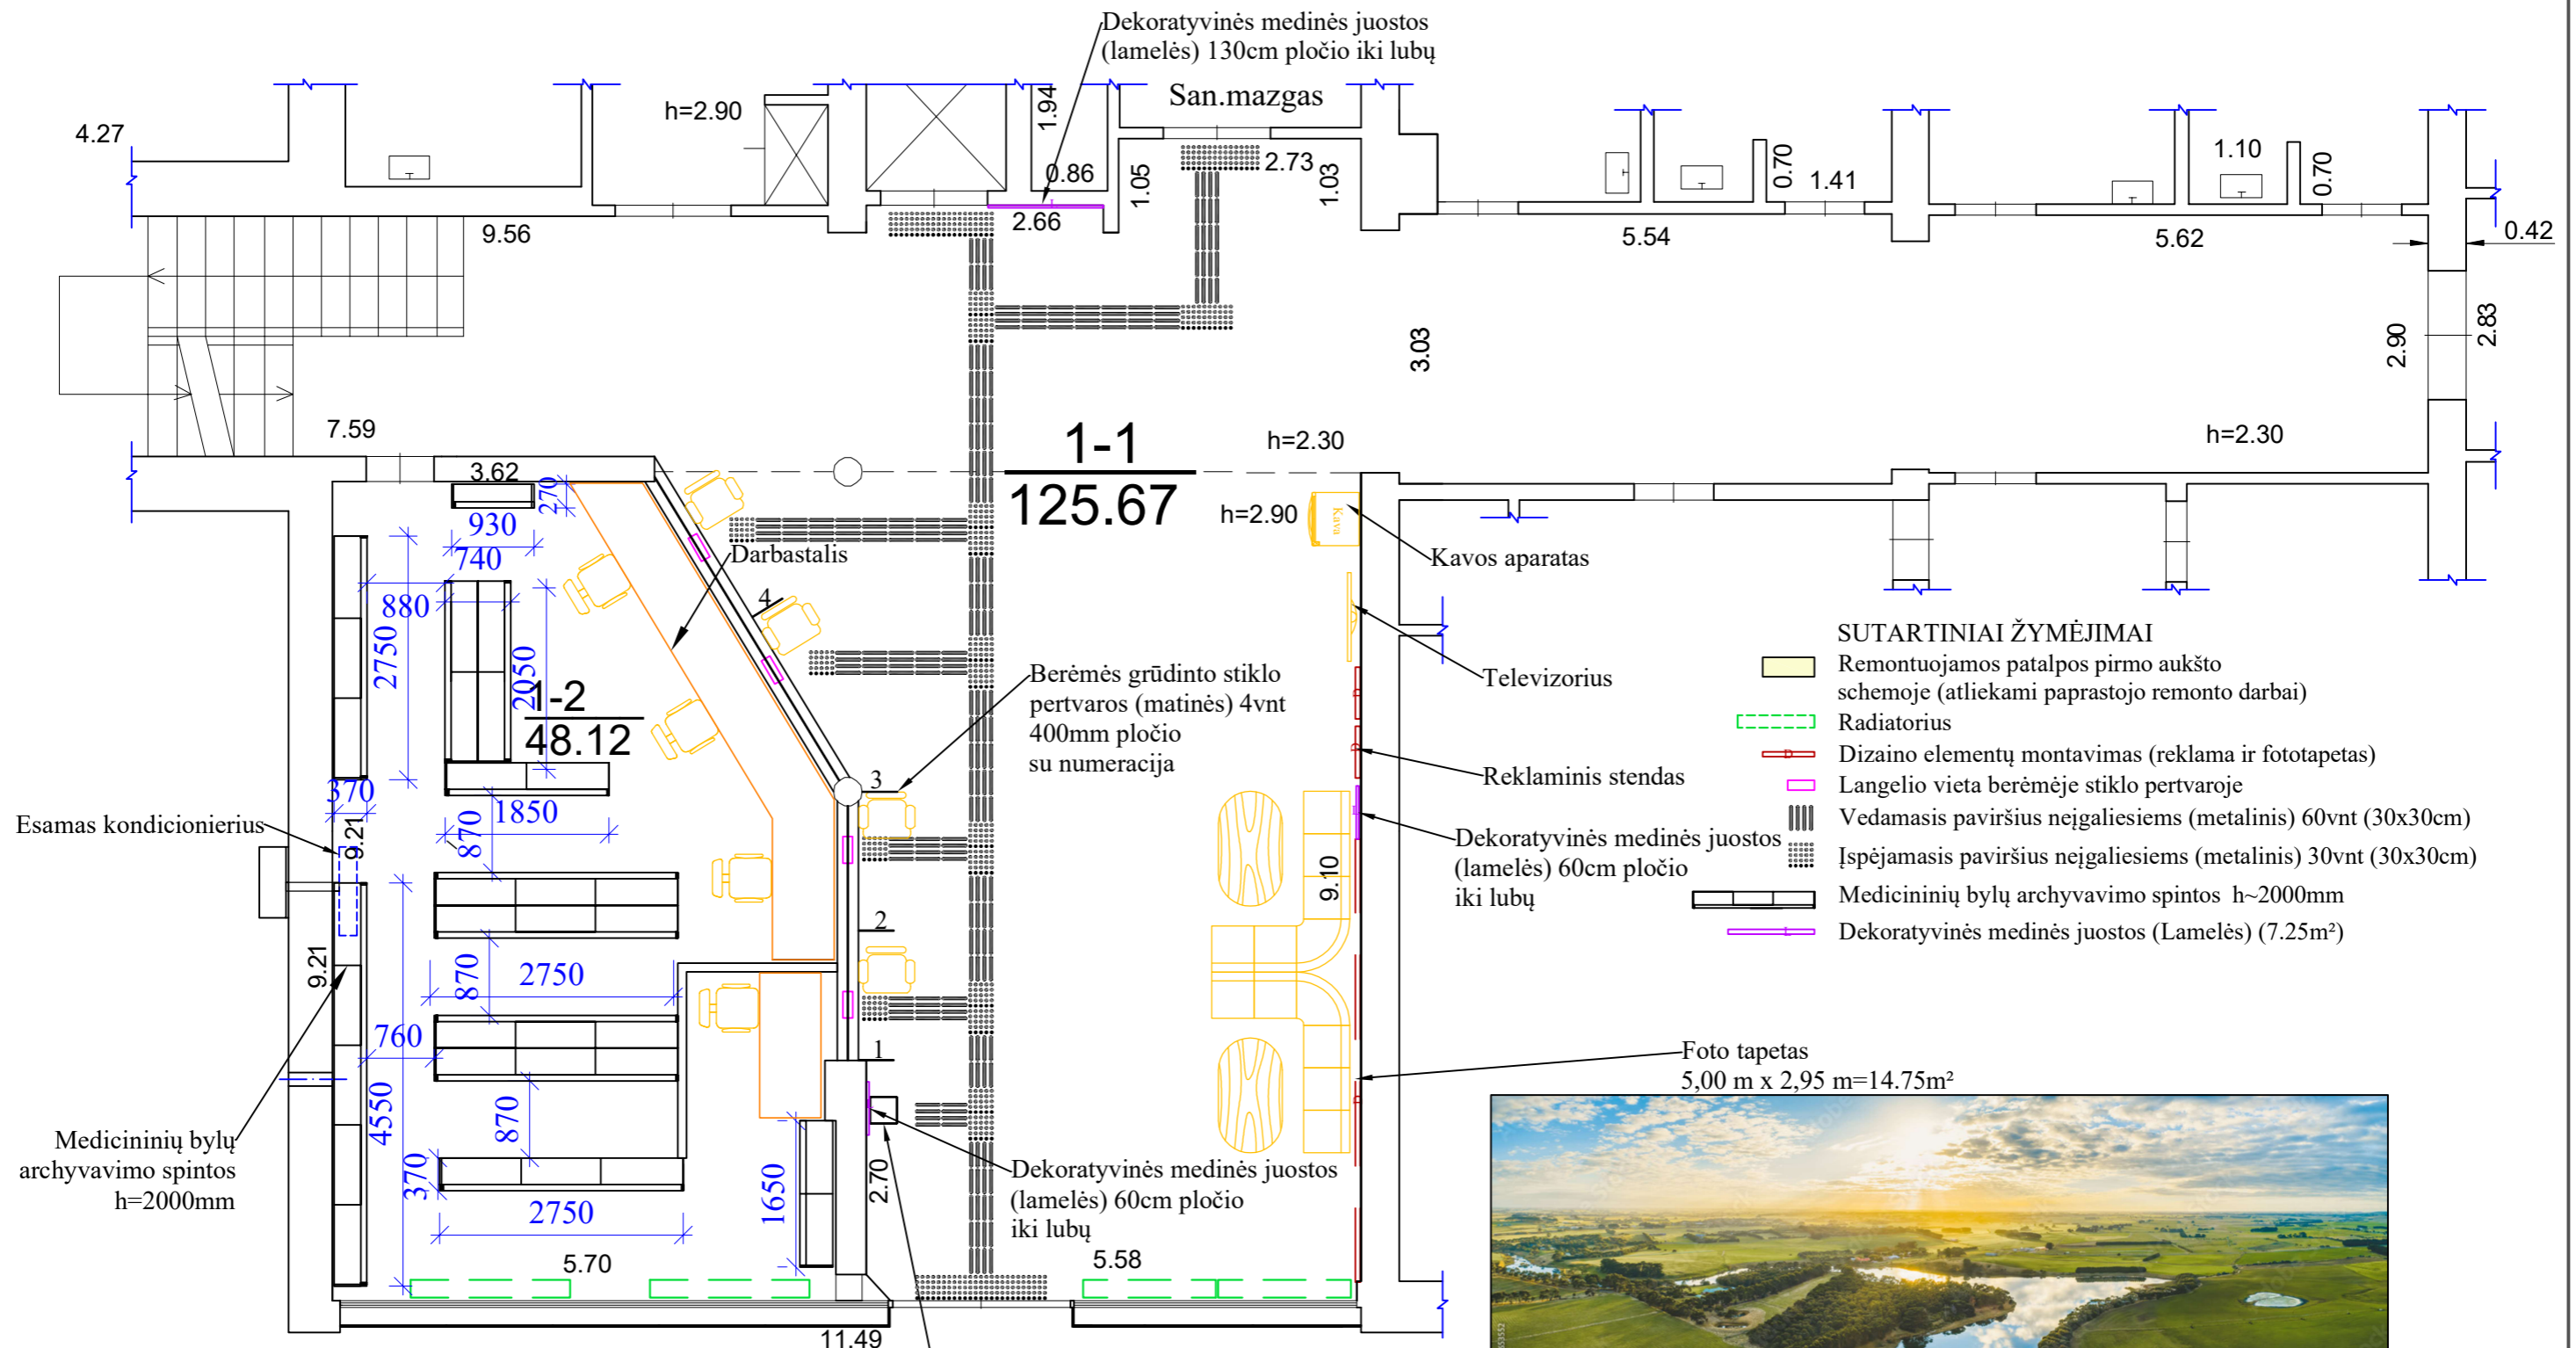 Dekoratyvinės medinės juostos
(lamelės) 130cm pločio iki lubų
San.mazgas
h=2.90
4.27
1.94
0.86
1.05
2.73
1.03
0.70
1.41
1.10
0.70
9.56
2.66
5.54
5.62
0.42
3.03
2.90
2.83
7.59
3.62
1-1
125.67
h=2.30
h=2.30
h=2.90
270
930
740
880
2750
2050
Darbastalis
Kava
Kavos aparatas
4
1-2
48.12
Berėmės grūdinto stiklo
pertvaros (matinės) 4vnt
400mm pločio
su numeracija
Televizorius
SUTARTINIAI ŽYMĖJIMAI
Remontuojamos patalpos pirmo aukšto
schemoje (atliekami paprastojo remonto darbai)
Radiatorius
D Dizaino elementų montavimas (reklama ir fototapetas)
Langelio vieta berėmėje stiklo pertvaroje
Vedamasis paviršius neįgaliesiems (metalinis) 60vnt (30x30cm)
Įspėjamasis paviršius neįgaliesiems (metalinis) 30vnt (30x30cm)
Medicininių bylų archyvavimo spintos h~2000mm
L Dekoratyvinės medinės juostos (Lamelės) (7.25m²)
D
D
Reklaminis stendas
3
370
1850
870
Esamas kondicionierius
9.21
Dekoratyvinės medinės juostos
(lamelės) 60cm pločio
iki lubų
9.10
2
9.21
870
2750
760
1
4550
870
Foto tapetas
5,00 m x 2,95 m=14.75m²
D
Medicininių bylų
archyvavimo spintos
h=2000mm
370
2750
1650
2.70
Dekoratyvinės medinės juostos
(lamelės) 60cm pločio
iki lubų
5.70
5.58
11.49